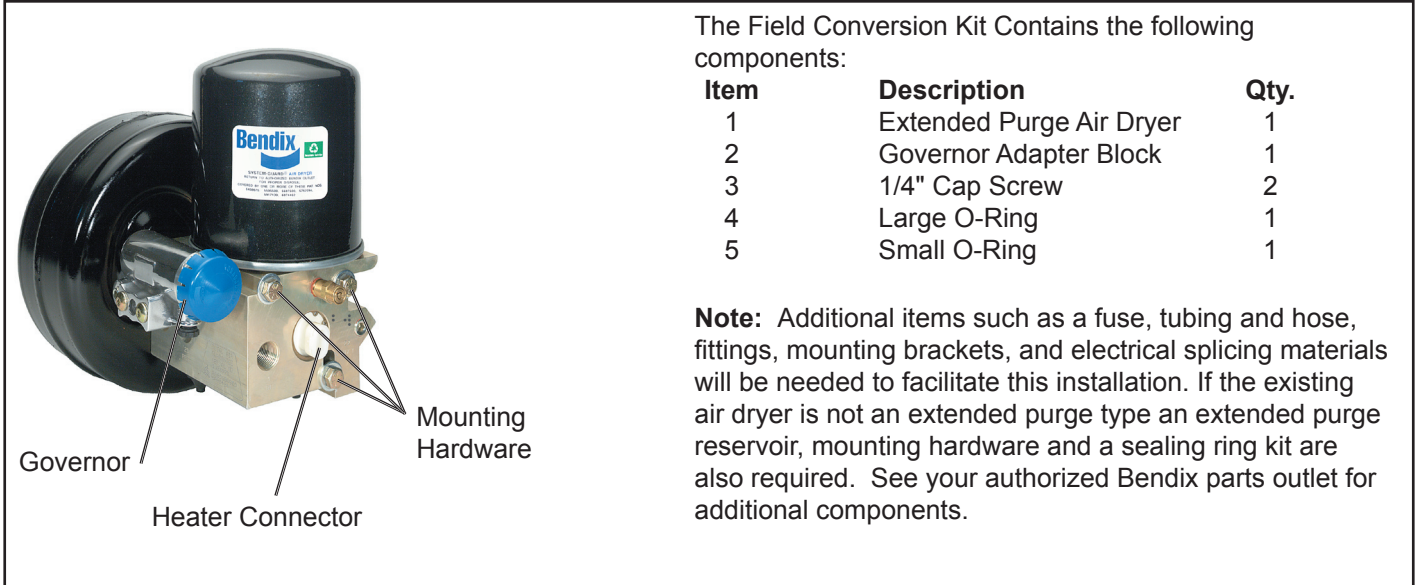 The Field Conversion Kit Contains the following
components:
Item Description Qty.
1 Extended Purge Air Dryer 1
2 Governor Adapter Block 1
3 1/4" Cap Screw 2
4 Large O-Ring 1
5 Small O-Ring 1
Note: Additional items such as a fuse, tubing and hose,
fittings, mounting brackets, and electrical splicing materials
will be needed to facilitate this installation. If the existing
air dryer is not an extended purge type an extended purge
reservoir, mounting hardware and a sealing ring kit are
also required. See your authorized Bendix parts outlet for
additional components.
Bendix
SYSTEM-GUARD AIR DRYER
Mounting
Hardware
Governor
Heater Connector